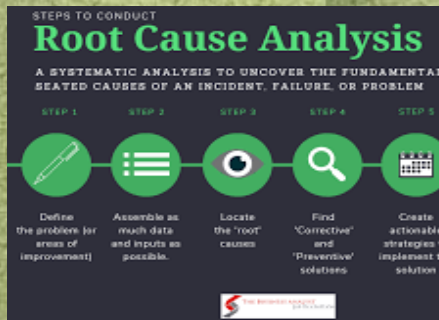 STEPS TO CONDUCT
Root Cause Analysis
A SYSTEMATIC ANALYSIS TO UNCOVER THE
SEATED CAUSES OF AN INCIDENT, FAILURE, OR PROBLEM
STEP 1
STEP 2
STEP 3
STEP 4
STEP 5
Define
the problem (or
areas of
improvement)
Assemble as
much data
and inputs as
possible.
Locate
the "root"
causes
Find
'Corrective'
and
'Preventive'
solutions
Create
strategies
implement
solution
THE BUSINESS ANALYST